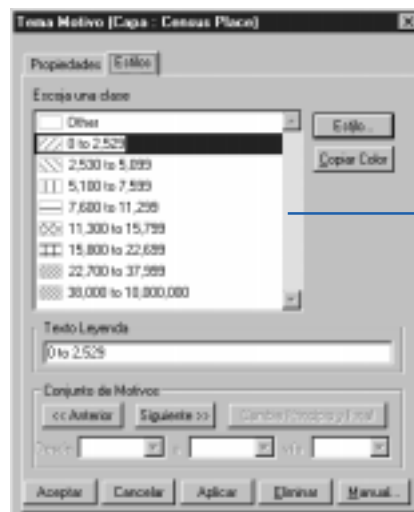 Tema Motivo (Capa : Census Place)
Propiedades Estilos
Escoja una clase
Other
0 to 2,529
2,530 to 5,099
5,100 to 7,599
7,600 to 11,299
11,300 to 15,799
15,800 to 22,699
22,700 to 37,999
38,000 to 10,000,000
Estilo...
Copiar Color
Texto Leyenda
0 to 2,529
Conjunto de Motivos
<< Anterior Siguiente >>
Desde a
Aceptar Cancelar Aplicar Eliminar Manual...